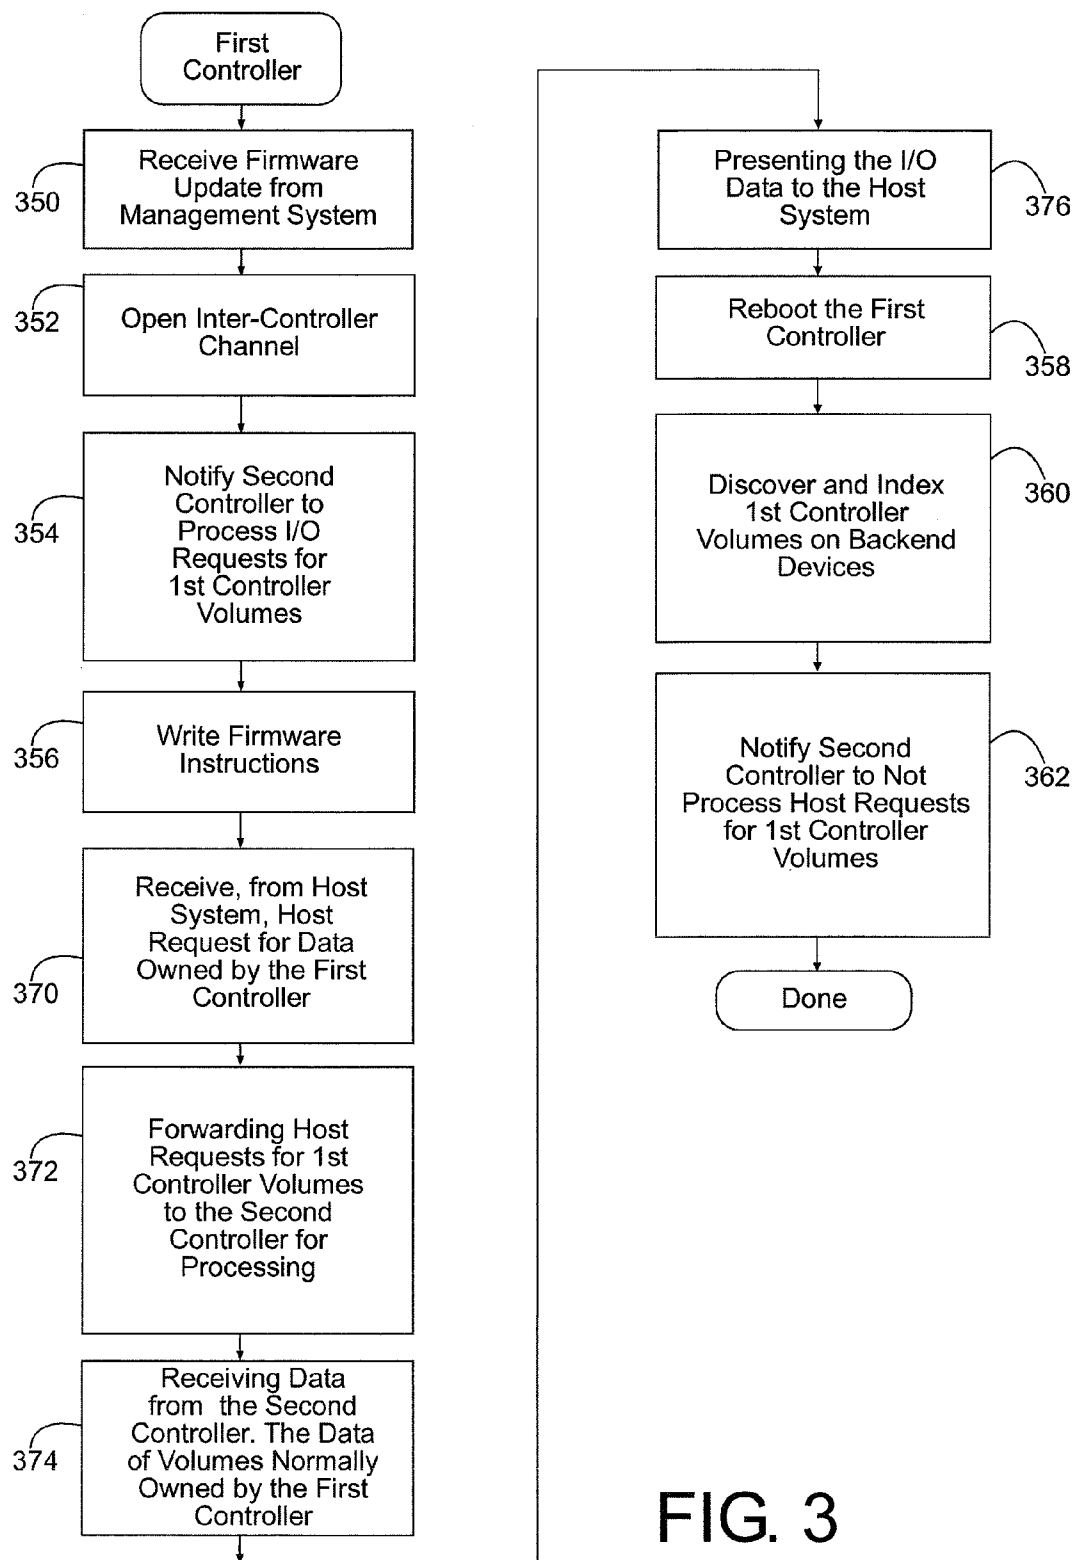 First
Controller
350
Receive Firmware
Update from
Management System
352
Open Inter-Controller
Channel
354
Notify Second
Controller to
Process I/O
Requests for
1st Controller
Volumes
356
Write Firmware
Instructions
370
Receive, from Host
System, Host
Request for Data
Owned by the First
Controller
372
Forwarding Host
Requests for 1st
Controller Volumes
to the Second
Controller for
Processing
374
Receiving Data
from the Second
Controller. The Data
of Volumes Normally
Owned by the First
Controller
Presenting the I/O
Data to the Host
System
376
Reboot the First
Controller
358
Discover and Index
1st Controller
Volumes on Backend
Devices
360
Notify Second
Controller to Not
Process Host Requests
for 1st Controller
Volumes
362
Done
FIG. 3